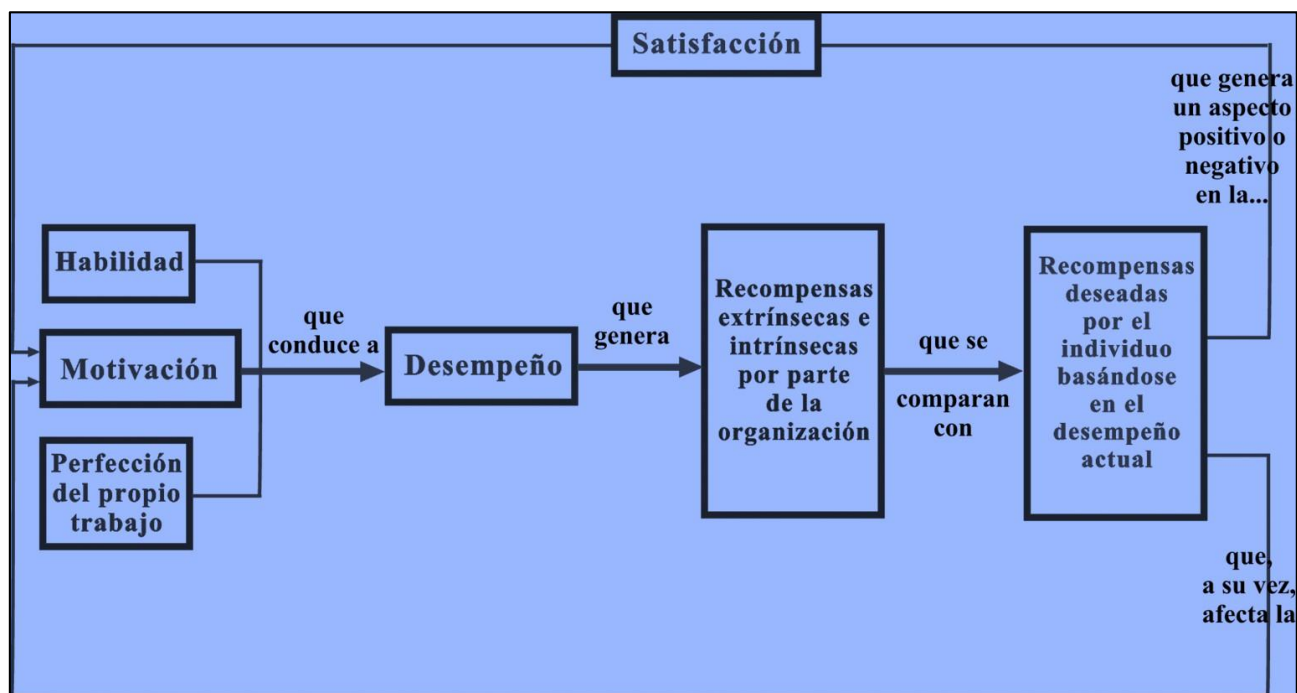 Satisfacción
que genera
un aspecto
positivo o
negativo
en la...
Habilidad
Motivación
Perfección
del propio
trabajo
que
conduce a
Desempeño
que
genera
Recompensas
extrínsecas e
intrínsecas
por parte
de la
organización
que se
comparan
con
Recompensas
deseadas
por el
individuo
basándose
en el
desempeño
actual
que,
a su vez,
afecta la